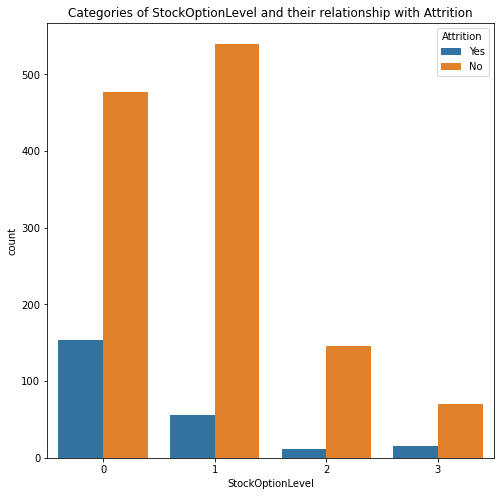 Categories of StockOptionLevel and their relationship with Attrition
Attrition
Yes
No
500
400
300
200
100
0
count
0 1 2 3
StockOptionLevel